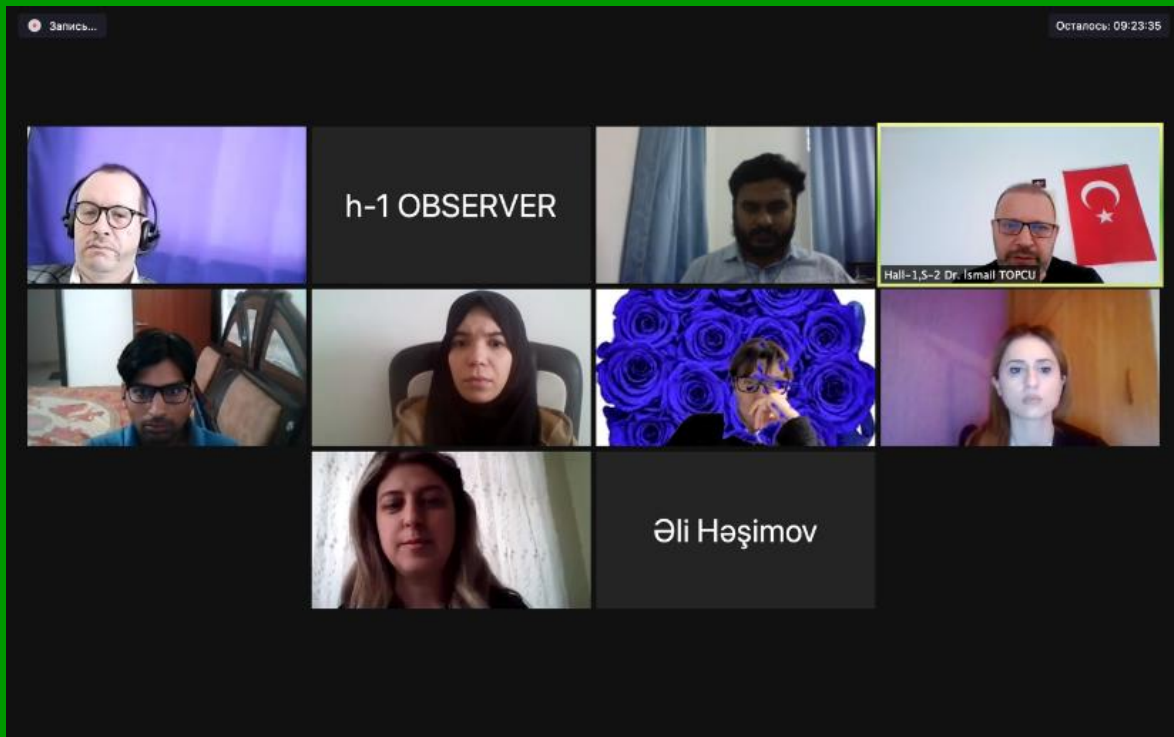 Запись...
Осталось: 09:23:35
h-1 OBSERVER
Hall-1,S-2 Dr. İsmail TOPCU
Əli Həşimov